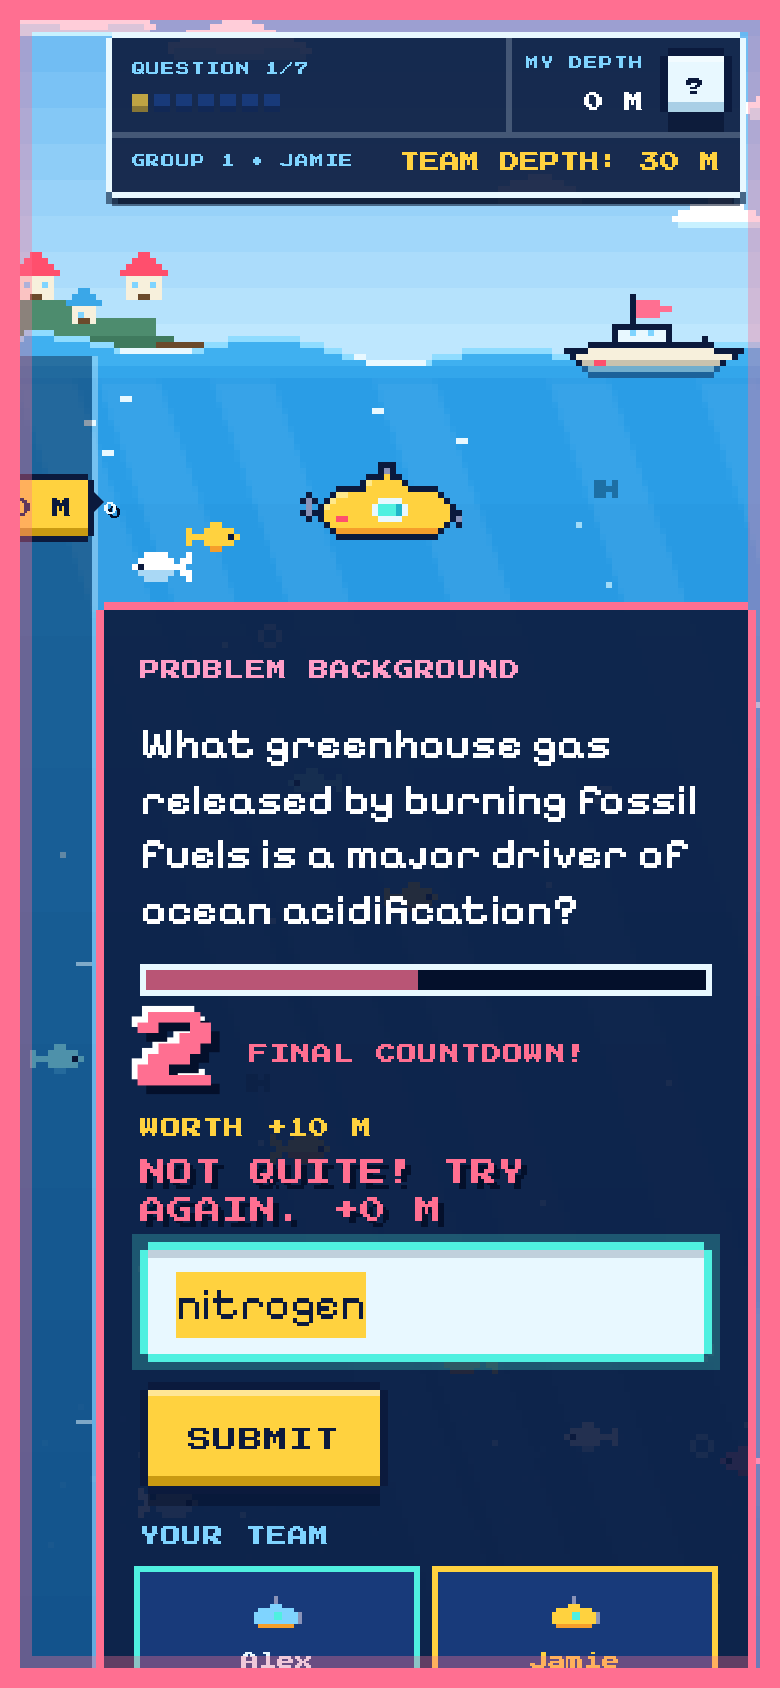 QUESTION 1/7
MY DEPTH
0 M
?
GROUP 1 • JAMIE
TEAM DEPTH: 30 M
M
PROBLEM BACKGROUND
What greenhouse gas
released by burning fossil
fuels is a major driver of
ocean acidification?
2
FINAL COUNTDOWN!
WORTH +10 M
NOT QUITE! TRY
AGAIN. +0 M
nitrogen
SUBMIT
YOUR TEAM
Alex
Jamie